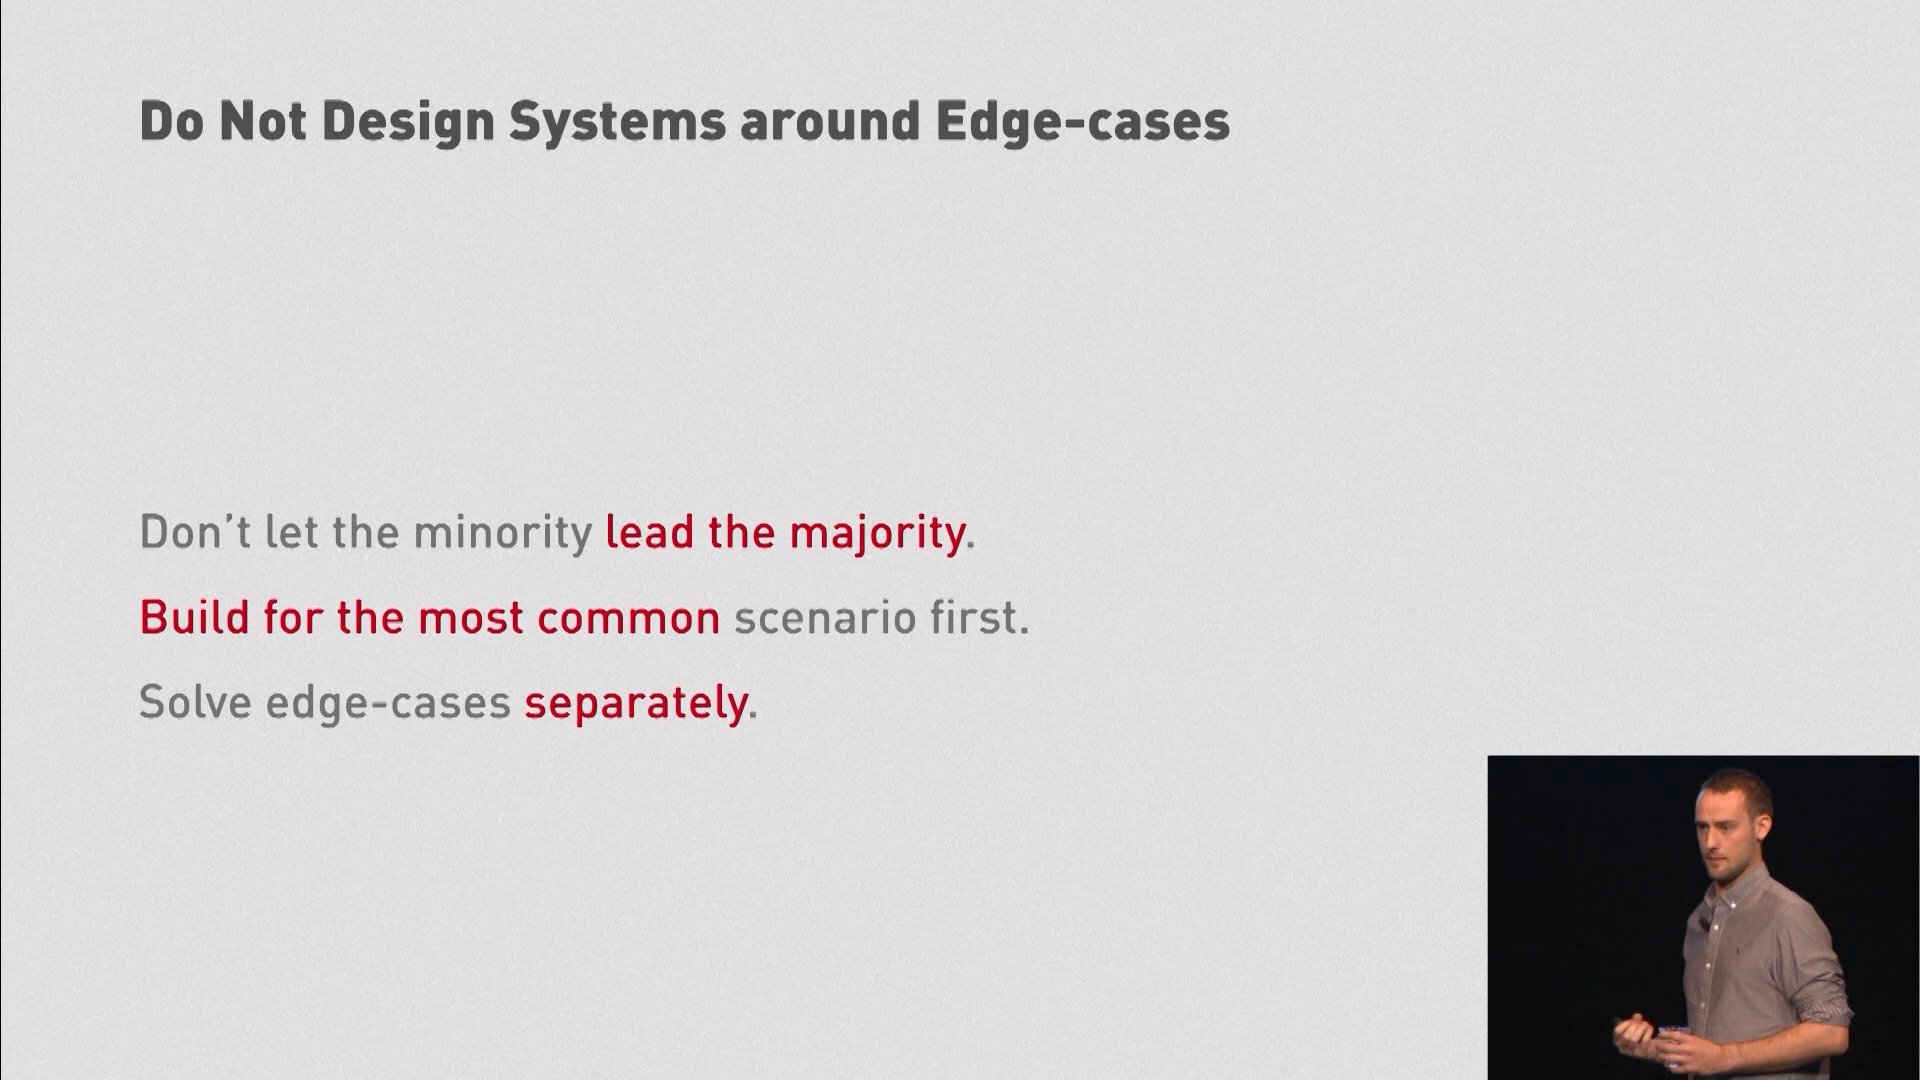 Do Not Design Systems around Edge-cases
Don’t let the minority lead the majority.
Build for the most common scenario first.
Solve edge-cases separately.